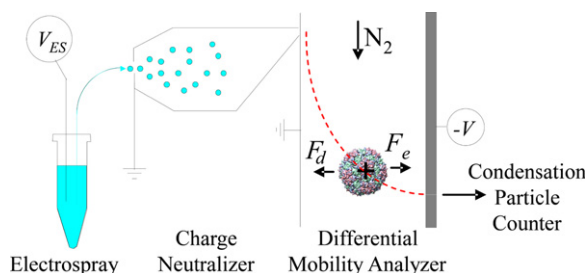 V_ES
N₂
-V
F_d
F_e
+
Condensation
Particle
Counter
Electrospray
Charge
Neutralizer
Differential
Mobility Analyzer